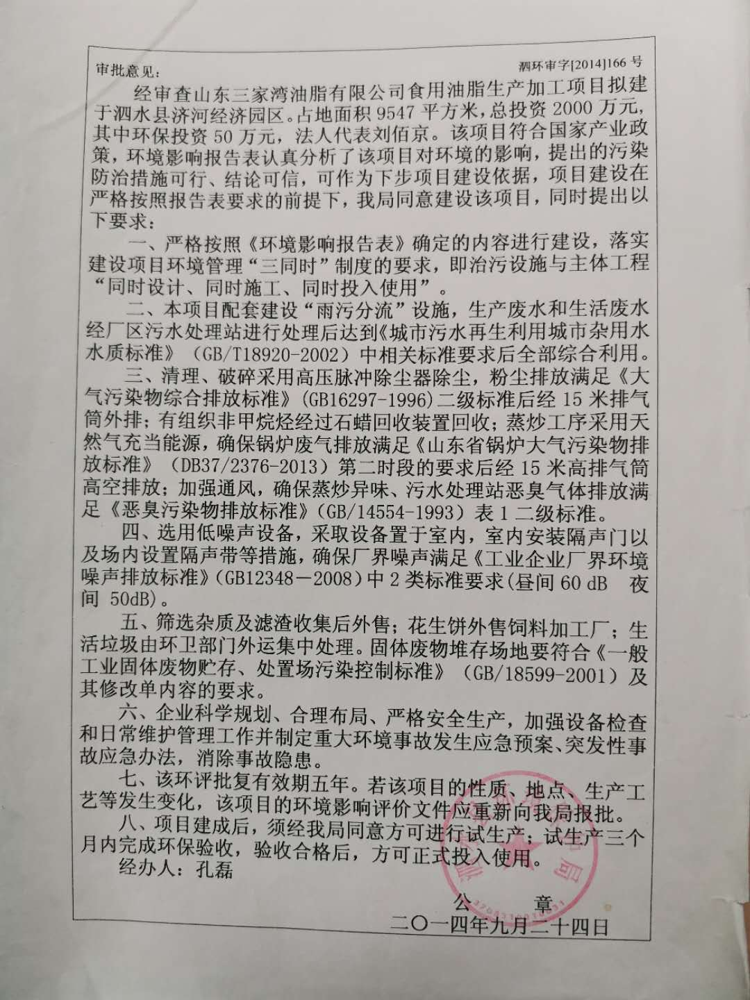 审批意见：
泗环审字[2014]166 号
经审查山东三家湾油脂有限公司食用油脂生产加工项目拟建
于泗水县济河经济园区。占地面积 9547 平方米，总投资 2000 万元，
其中环保投资 50 万元，法人代表刘佰京。该项目符合国家产业政
策，环境影响报告表认真分析了该项目对环境的影响，提出的污染
防治措施可行、结论可信，可作为下步项目建设依据，项目建设在
严格按照报告表要求的前提下，我局同意建设该项目，同时提出以
下要求：
一、严格按照《环境影响报告表》确定的内容进行建设，落实
建设项目环境管理“三同时”制度的要求，即治污设施与主体工程
“同时设计、同时施工、同时投入使用”。
二、本项目配套建设“雨污分流”设施，生产废水和生活废水
经厂区污水处理站进行处理后达到《城市污水再生利用城市杂用水
水质标准》（GB/T18920-2002）中相关标准要求后全部综合利用。
三、清理、破碎采用高压脉冲除尘器除尘，粉尘排放满足《大
气污染物综合排放标准》(GB16297-1996)二级标准后经 15 米排气
筒外排；有组织非甲烷烃经过石蜡回收装置回收；蒸炒工序采用天
然气充当能源，确保锅炉废气排放满足《山东省锅炉大气污染物排
放标准》（DB37/2376-2013）第二时段的要求后经 15 米高排气筒
高空排放；加强通风，确保蒸炒异味、污水处理站恶臭气体排放满
足《恶臭污染物排放标准》（GB/14554-1993）表 1 二级标准。
四、选用低噪声设备，采取设备置于室内，室内安装隔声门以
及场内设置隔声带等措施，确保厂界噪声满足《工业企业厂界环境
噪声排放标准》（GB12348－2008）中 2 类标准要求(昼间 60 dB 夜
间 50dB)。
五、筛选杂质及滤渣收集后外售；花生饼外售饲料加工厂；生
活垃圾由环卫部门外运集中处理。固体废物堆存场地要符合《一般
工业固体废物贮存、处置场污染控制标准》（GB/18599-2001）及
其修改单内容的要求。
六、企业科学规划、合理布局、严格安全生产，加强设备检查
和日常维护管理工作并制定重大环境事故发生应急预案、突发性事
故应急办法，消除事故隐患。
七、该环评批复有效期五年。若该项目的性质、地点、生产工
艺等发生变化，该项目的环境影响评价文件应重新向我局报批。
八、项目建成后，须经我局同意方可进行试生产；试生产三个
月内完成环保验收，验收合格后，方可正式投入使用。
经办人：孔磊
公 章
二〇一四年九月二十四日